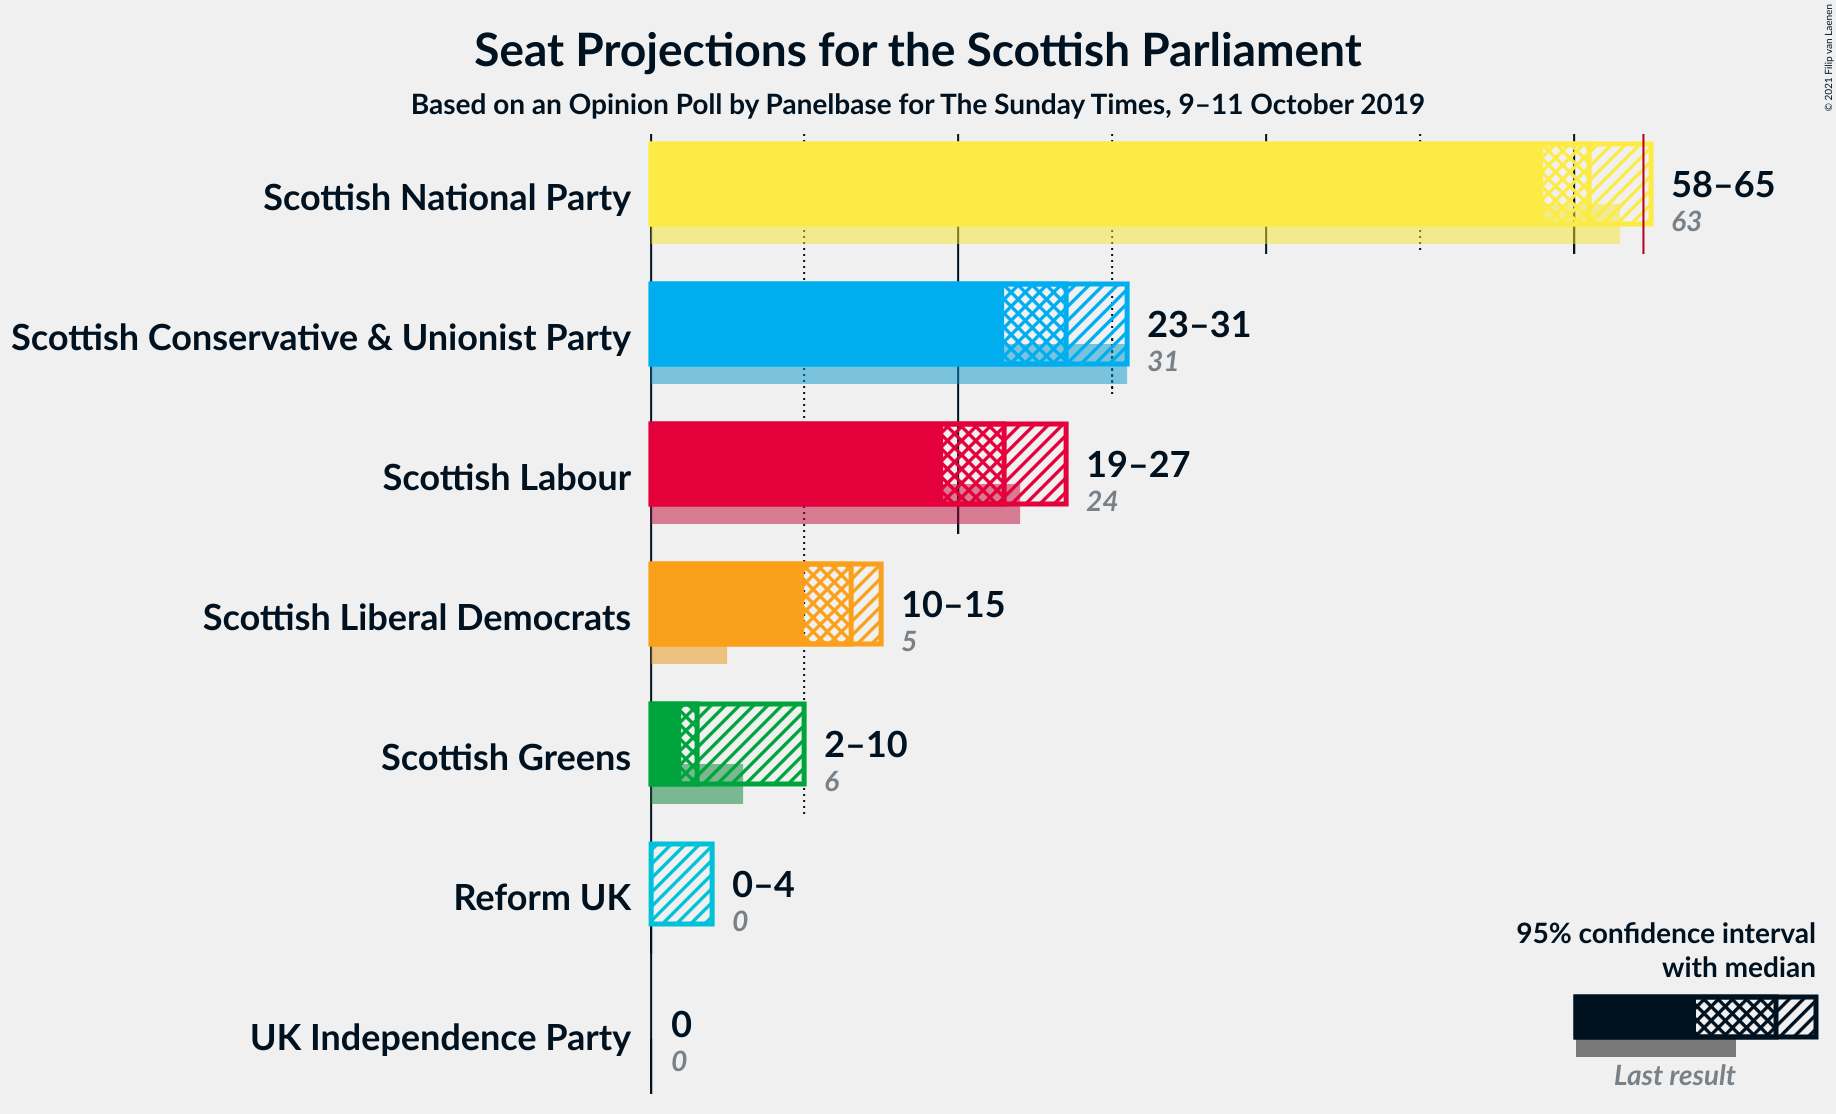 Seat Projections for the Scottish Parliament
Based on an Opinion Poll by Panelbase for The Sunday Times, 9–11 October 2019
© 2021 Filip van Laenen
Scottish National Party
58–65
63
Scottish Conservative & Unionist Party
23–31
31
Scottish Labour
19–27
24
Scottish Liberal Democrats
10–15
5
Scottish Greens
2–10
6
Reform UK
0–4
0
UK Independence Party
0
0
95% confidence interval
with median
Last result